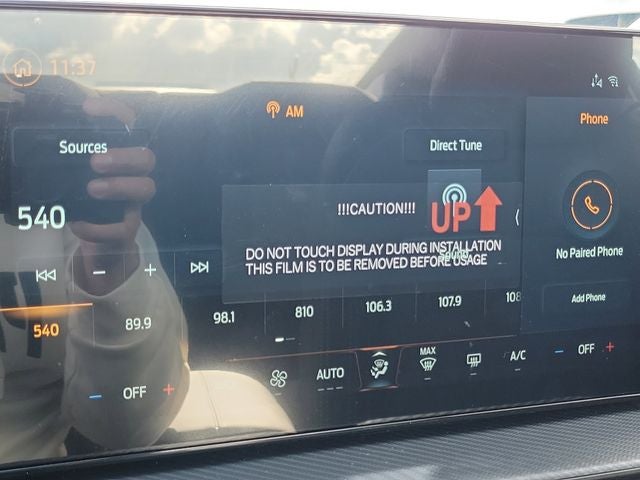 11:37
AM
Phone
Sources
Direct Tune
540
!!!CAUTION!!!
UP
DO NOT TOUCH DISPLAY DURING INSTALLATION
THIS FILM IS TO BE REMOVED BEFORE USAGE
Sound
No Paired Phone
Add Phone
540
89.9
98.1
810
106.3
107.9
108
OFF
AUTO
MAX
A/C
OFF